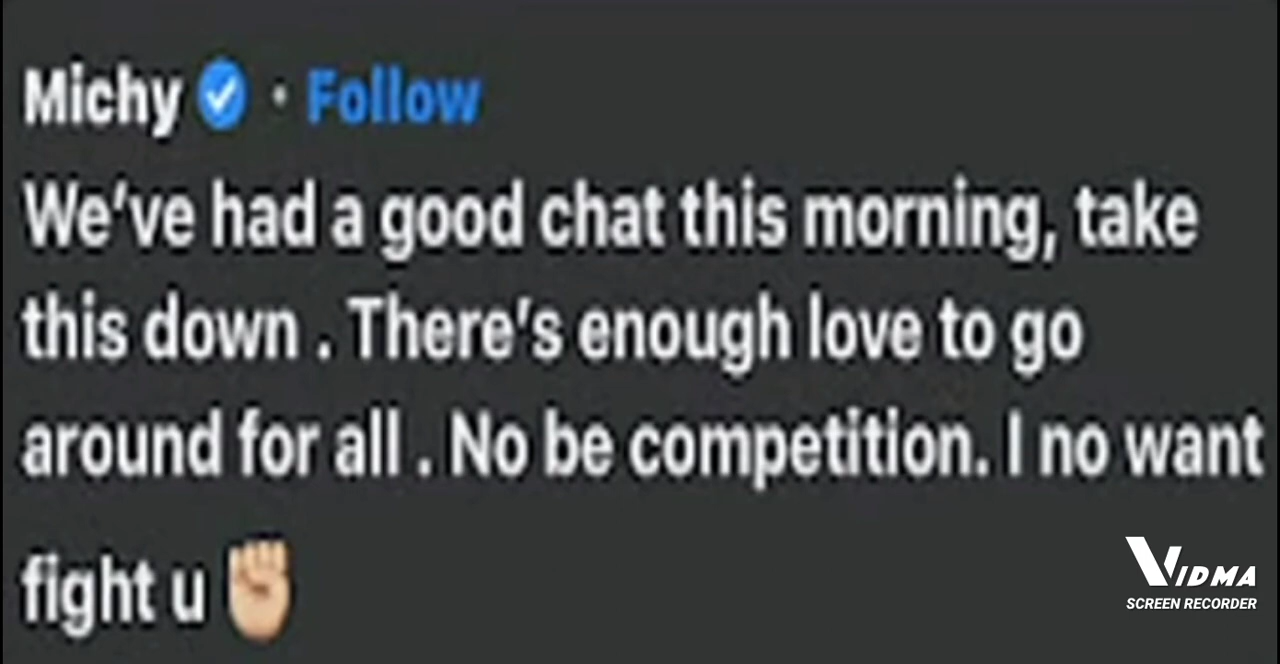 Michy • Follow
We've had a good chat this morning, take
this down . There's enough love to go
around for all . No be competition. I no want
fight u ✊🏼
VIDMA
SCREEN RECORDER